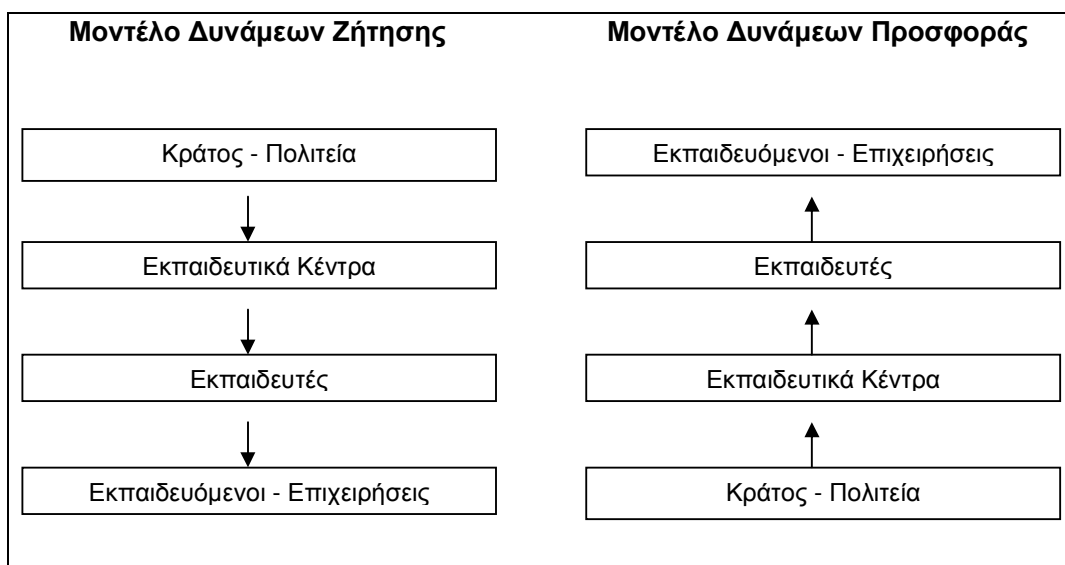 Μοντέλο Δυνάμεων Ζήτησης
Κράτος - Πολιτεία
Εκπαιδευτικά Κέντρα
Εκπαιδευτές
Εκπαιδευόμενοι - Επιχειρήσεις
Μοντέλο Δυνάμεων Προσφοράς
Εκπαιδευόμενοι - Επιχειρήσεις
Εκπαιδευτές
Εκπαιδευτικά Κέντρα
Κράτος - Πολιτεία